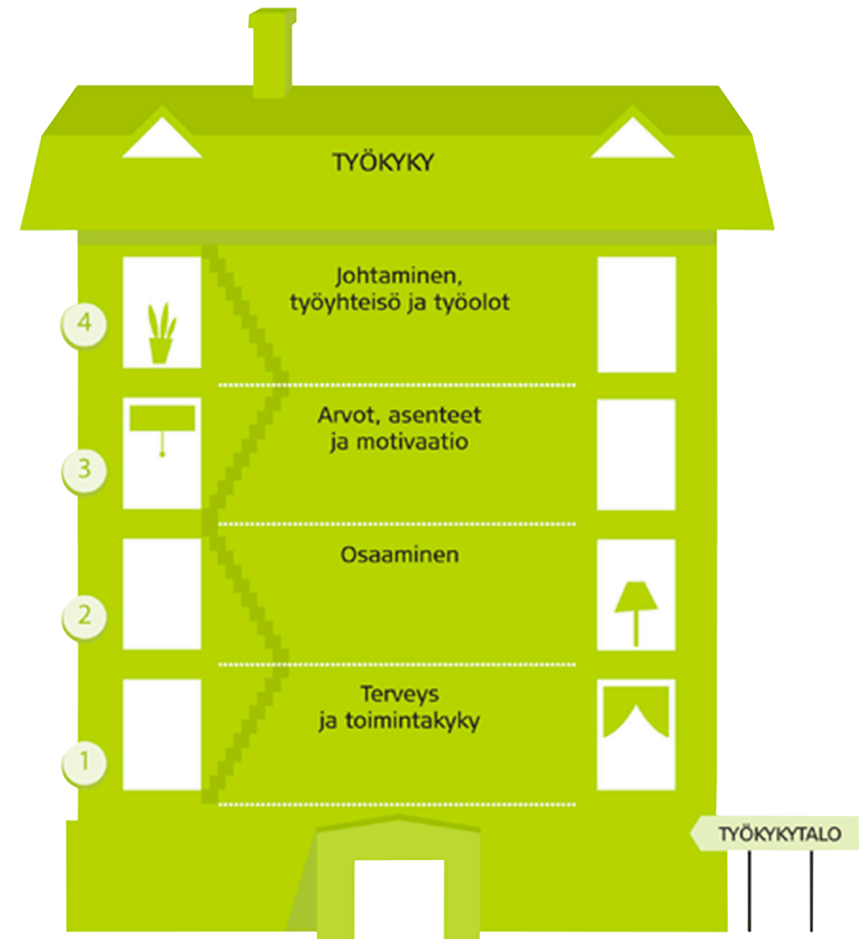 TYÖKYKY
4
Johtaminen,
työyhteisö ja työolot
3
Arvot, asenteet
ja motivaatio
2
Osaaminen
1
Terveys
ja toimintakyky
TYÖKYKYTALO